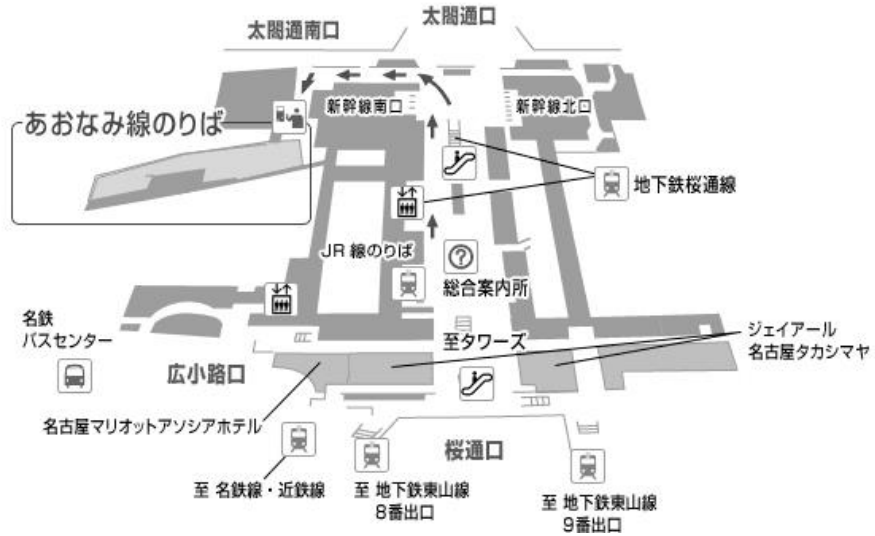 太閤通口
太閤通南口
新幹線南口
新幹線北口
あおなみ線のりば
地下鉄桜通線
JR 線のりば
総合案内所
名鉄
バスセンター
至タワーズ
ジェイアール
名古屋タカシマヤ
広小路口
名古屋マリオットアソシアホテル
桜通口
至 名鉄線・近鉄線
至 地下鉄東山線
8番出口
至 地下鉄東山線
9番出口